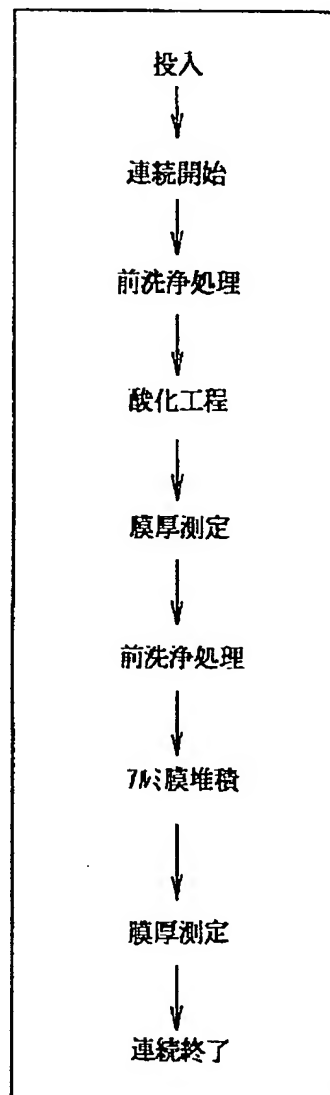 投入
連続開始
前洗浄処理
酸化工程
膜厚測定
前洗浄処理
ｱﾙﾐ膜堆積
膜厚測定
連続終了